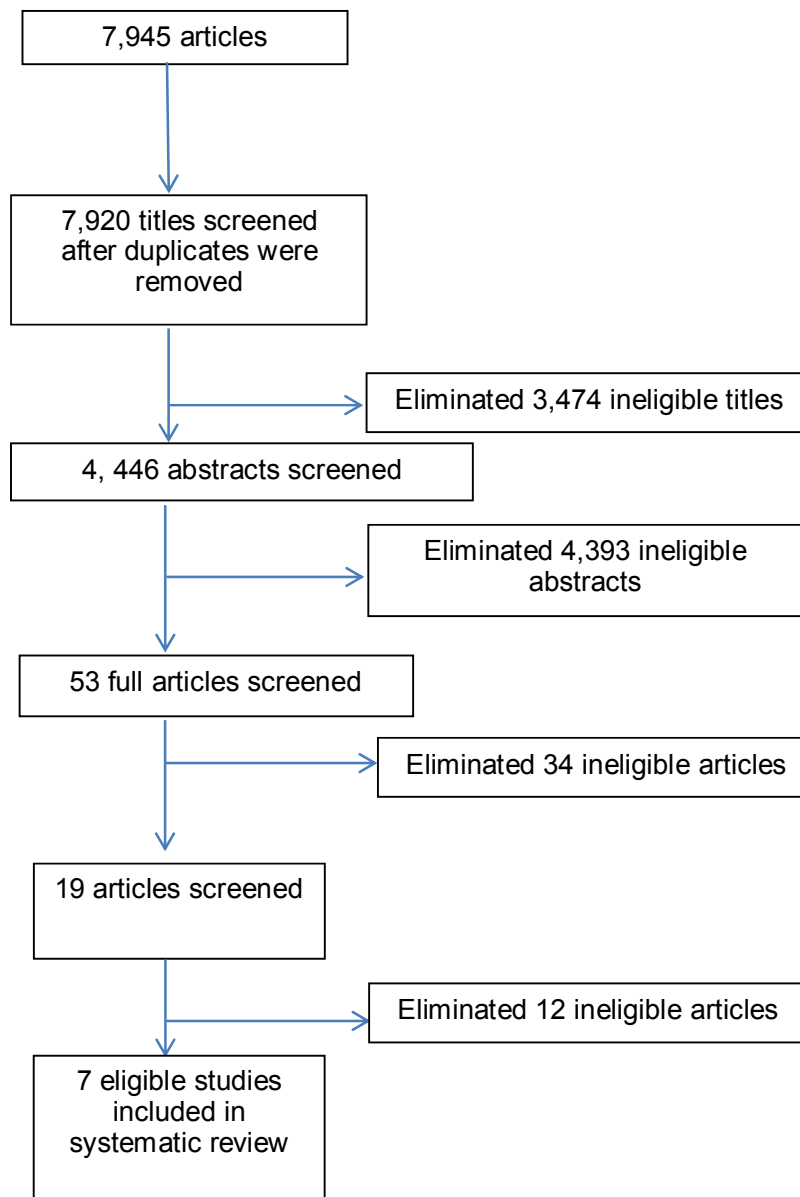 7,945 articles
7,920 titles screened
after duplicates were
removed
Eliminated 3,474 ineligible titles
4, 446 abstracts screened
Eliminated 4,393 ineligible
abstracts
53 full articles screened
Eliminated 34 ineligible articles
19 articles screened
Eliminated 12 ineligible articles
7 eligible studies
included in
systematic review